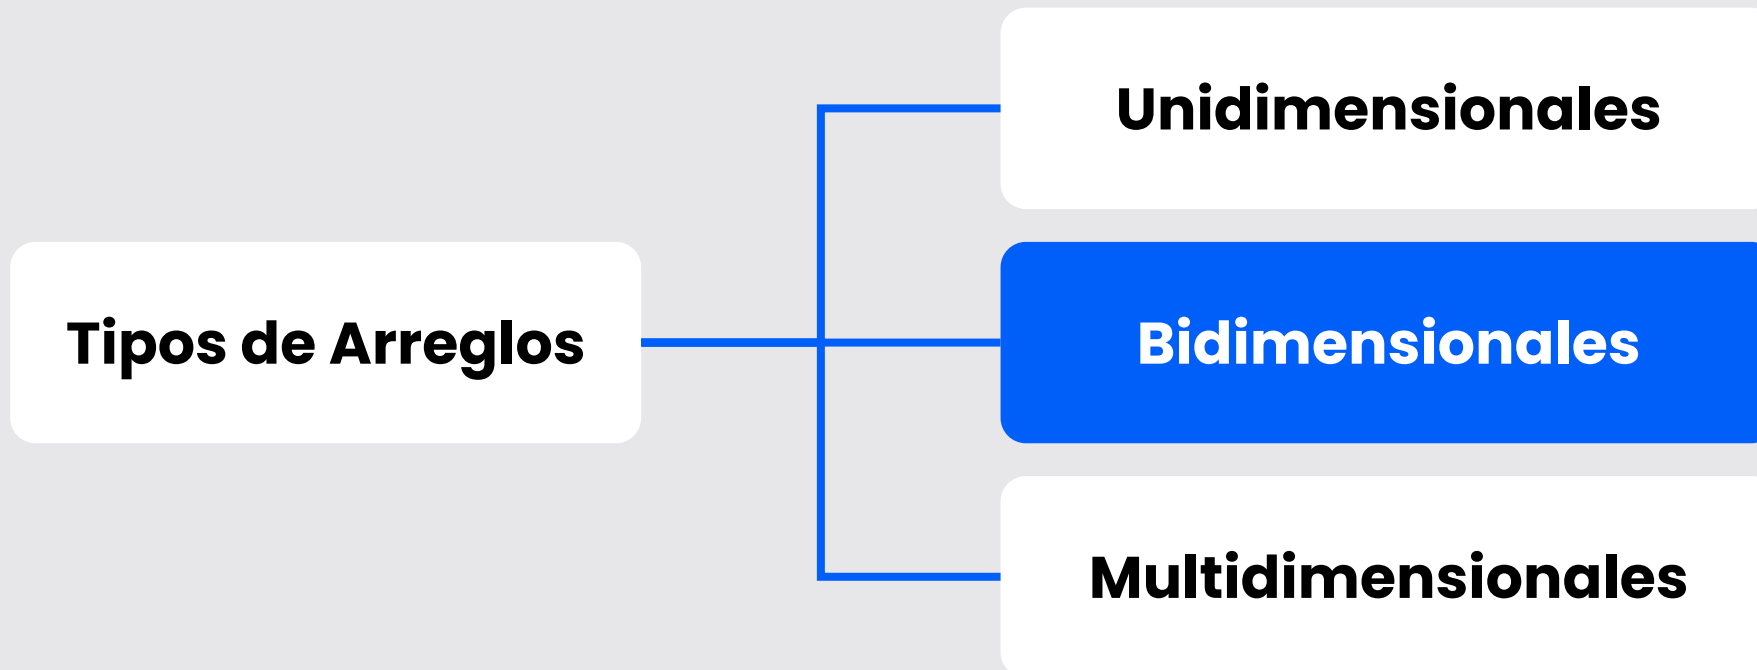 Unidimensionales
Tipos de Arreglos
Bidimensionales
Multidimensionales